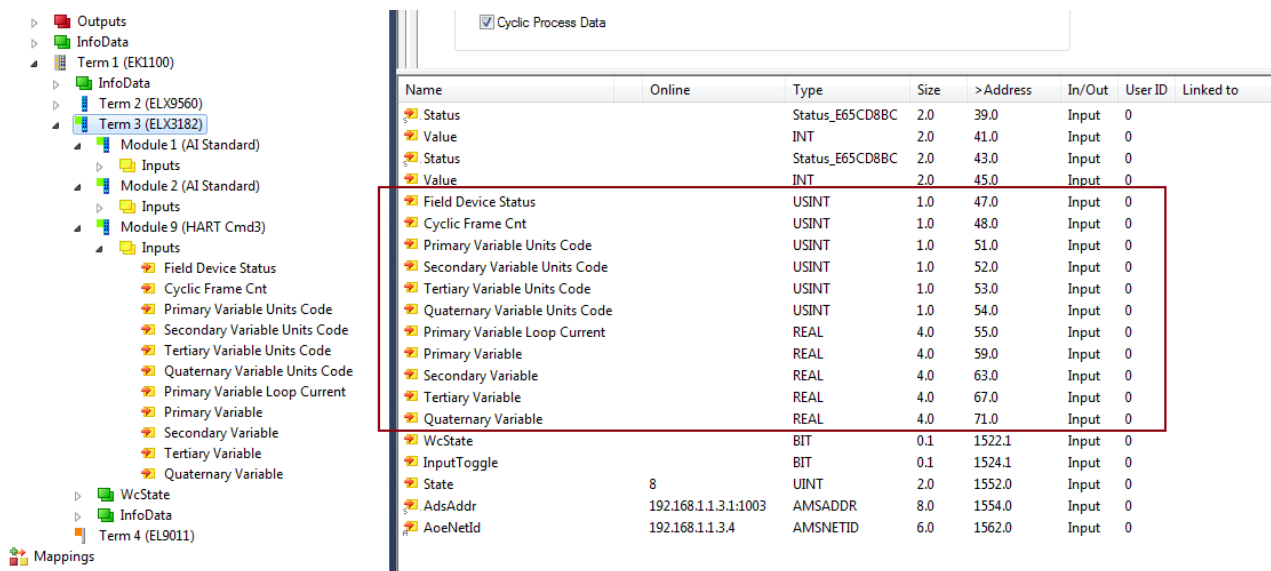 Outputs
InfoData
Term 1 (EK1100)
InfoData
Term 2 (ELX9560)
Term 3 (ELX3182)
Module 1 (AI Standard)
Inputs
Module 2 (AI Standard)
Inputs
Module 9 (HART Cmd3)
Inputs
Field Device Status
Cyclic Frame Cnt
Primary Variable Units Code
Secondary Variable Units Code
Tertiary Variable Units Code
Quaternary Variable Units Code
Primary Variable Loop Current
Primary Variable
Secondary Variable
Tertiary Variable
Quaternary Variable
WcState
InfoData
Term 4 (EL9011)
Mappings
Cyclic Process Data
Name Online Type Size >Address In/Out User ID Linked to
Status Status_E65CD8BC 2.0 39.0 Input 0
Value INT 2.0 41.0 Input 0
Status Status_E65CD8BC 2.0 43.0 Input 0
Value INT 2.0 45.0 Input 0
Field Device Status USINT 1.0 47.0 Input 0
Cyclic Frame Cnt USINT 1.0 48.0 Input 0
Primary Variable Units Code USINT 1.0 51.0 Input 0
Secondary Variable Units Code USINT 1.0 52.0 Input 0
Tertiary Variable Units Code USINT 1.0 53.0 Input 0
Quaternary Variable Units Code USINT 1.0 54.0 Input 0
Primary Variable Loop Current REAL 4.0 55.0 Input 0
Primary Variable REAL 4.0 59.0 Input 0
Secondary Variable REAL 4.0 63.0 Input 0
Tertiary Variable REAL 4.0 67.0 Input 0
Quaternary Variable REAL 4.0 71.0 Input 0
WcState BIT 0.1 1522.1 Input 0
InputToggle BIT 0.1 1524.1 Input 0
State 8 UINT 2.0 1552.0 Input 0
AdsAddr 192.168.1.1.3.1:1003 AMSADDR 8.0 1554.0 Input 0
AoeNetId 192.168.1.1.3.4 AMSNETID 6.0 1562.0 Input 0